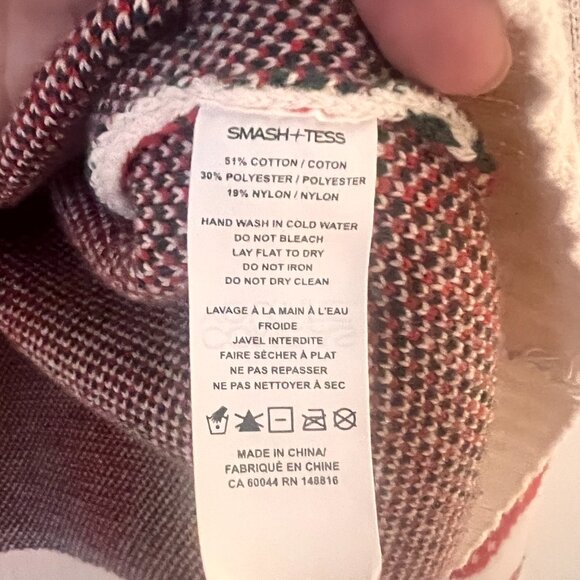 SMASH+TESS
51% COTTON / COTON
30% POLYESTER / POLYESTER
19% NYLON / NYLON
HAND WASH IN COLD WATER
DO NOT BLEACH
LAY FLAT TO DRY
DO NOT IRON
DO NOT DRY CLEAN
LAVAGE À LA MAIN À L'EAU
FROIDE
JAVEL INTERDITE
FAIRE SÉCHER À PLAT
NE PAS REPASSER
NE PAS NETTOYER À SEC
MADE IN CHINA/
FABRIQUÉ EN CHINE
CA 60044 RN 148816